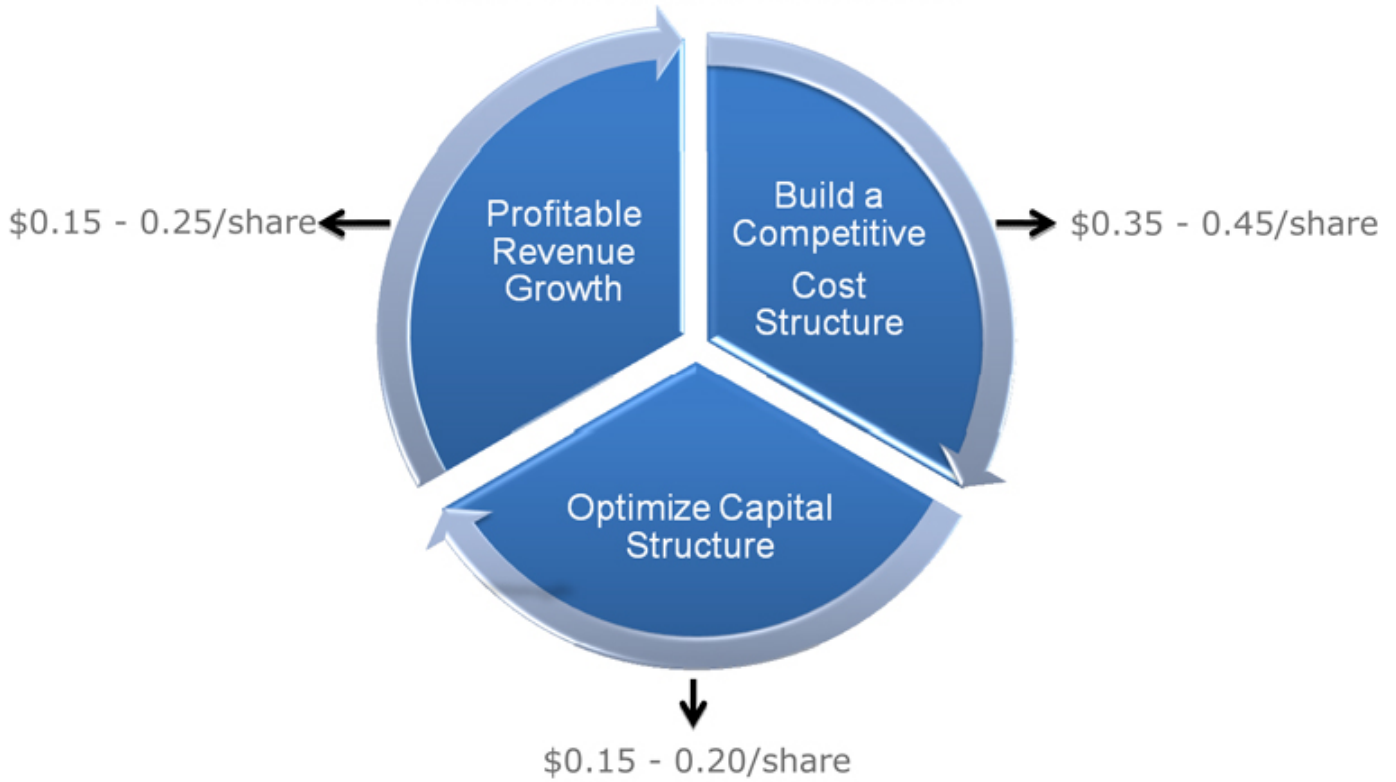 $0.15 - 0.25/share
Profitable
Revenue
Growth
Build a
Competitive
Cost
Structure
$0.35 - 0.45/share
Optimize Capital
Structure
$0.15 - 0.20/share